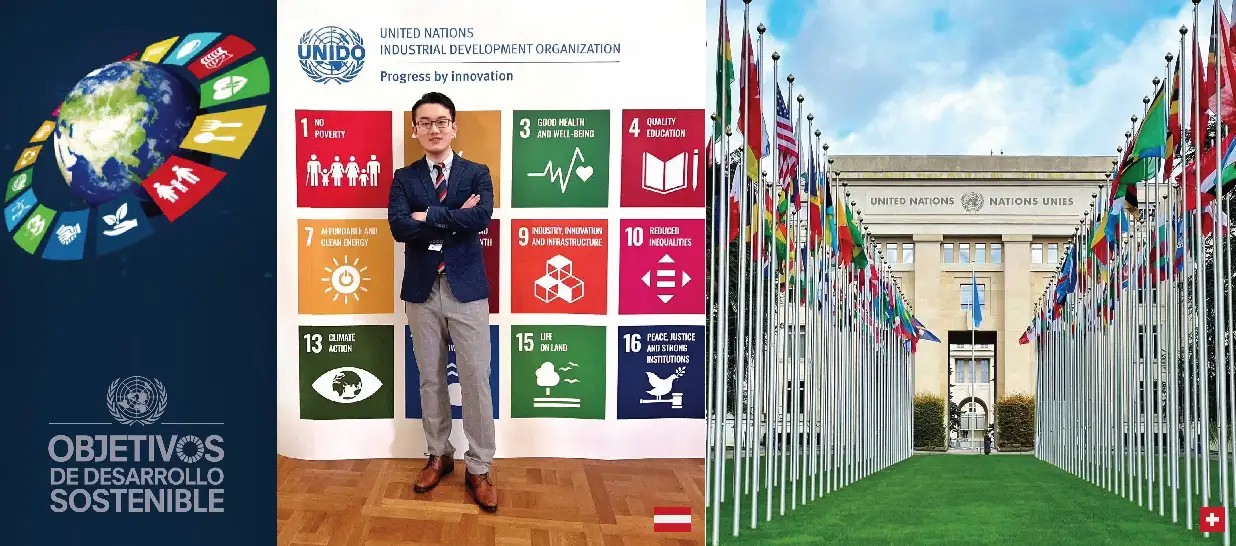 OBJETIVOS
DE DESARROLLO
SOSTENIBLE
UNIDO
UNITED NATIONS
INDUSTRIAL DEVELOPMENT ORGANIZATION
Progress by innovation
1 NO
POVERTY
3 GOOD HEALTH
AND WELL-BEING
4 QUALITY
EDUCATION
7 AFFORDABLE AND
CLEAN ENERGY
9 INDUSTRY, INNOVATION
AND INFRASTRUCTURE
10 REDUCED
INEQUALITIES
13 CLIMATE
ACTION
15 LIFE
ON LAND
16 PEACE, JUSTICE
AND STRONG
INSTITUTIONS
UNITED NATIONS
NATIONS UNIES